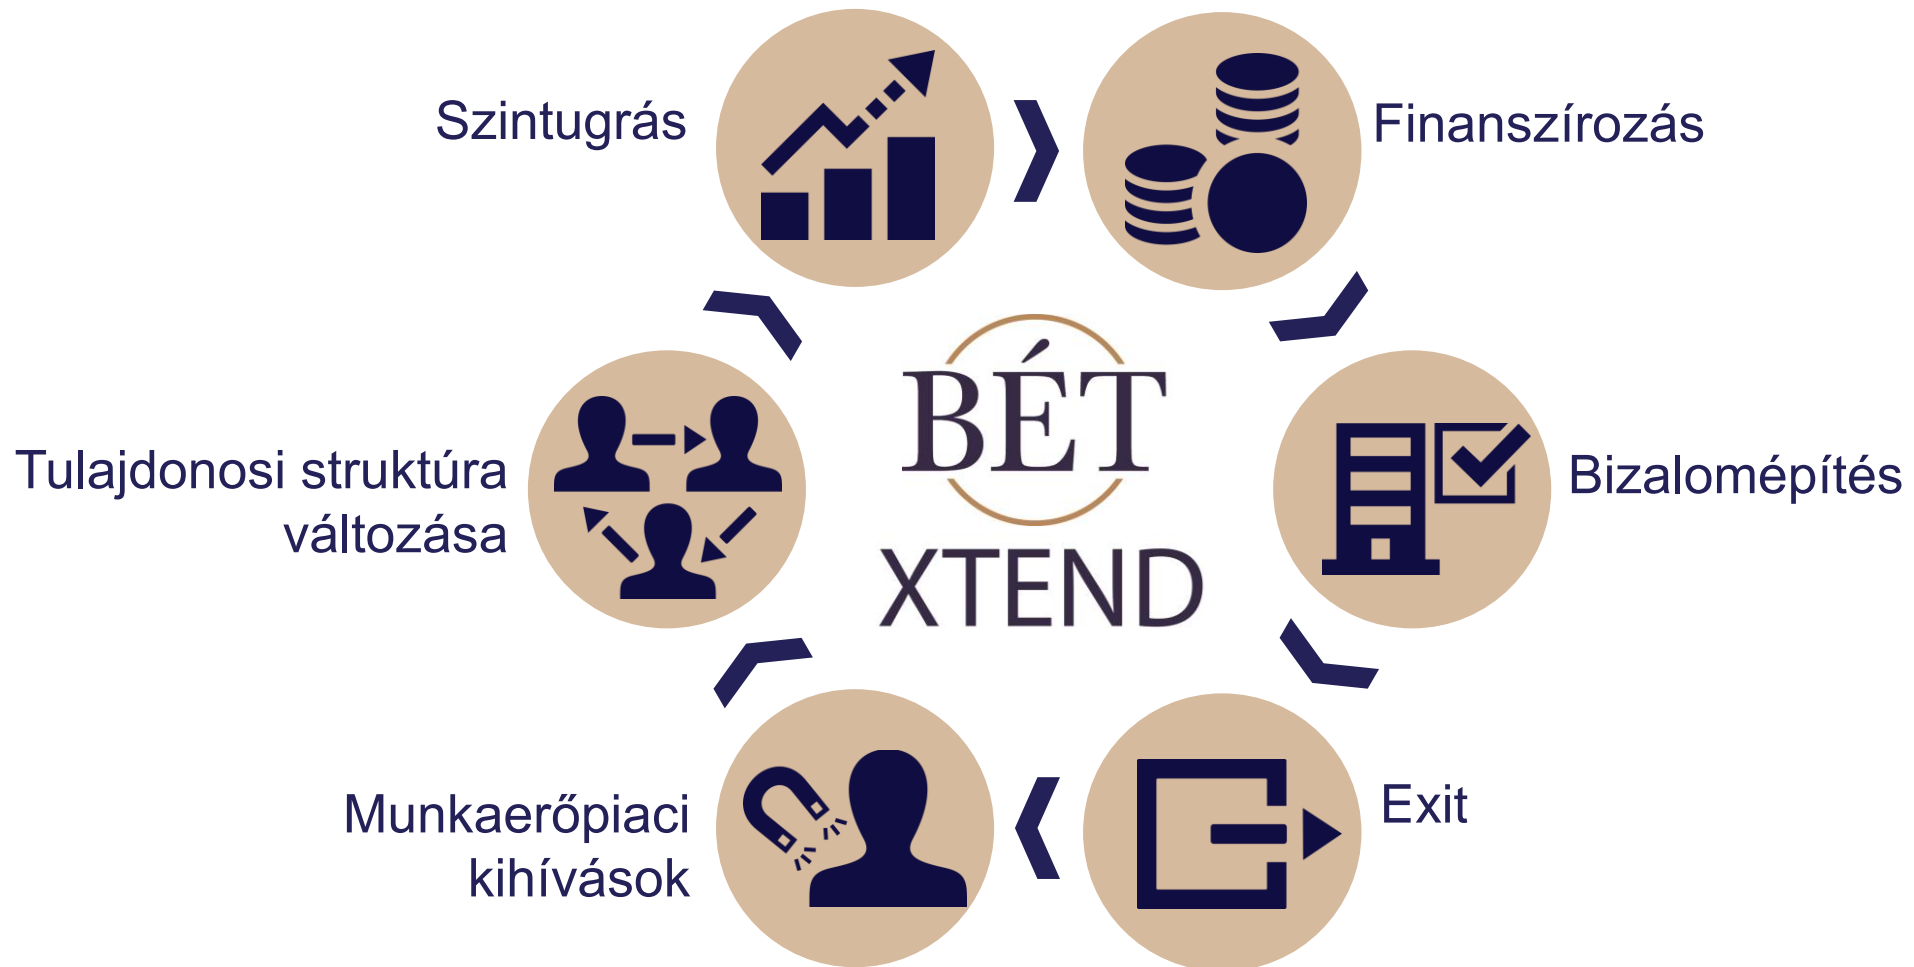 Szintugrás
Finanszírozás
BÉT
XTEND
Tulajdonosi struktúra
változása
Bizalomépítés
Munkaerőpiaci
kihívások
Exit